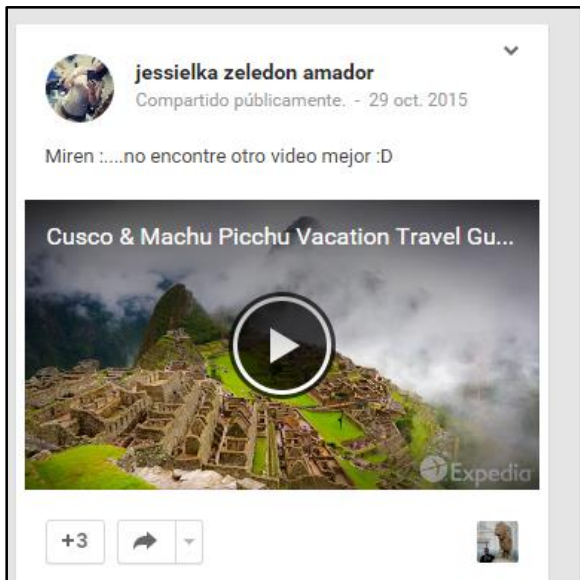 jessielka zeledon amador
Compartido públicamente. - 29 oct. 2015
Miren :....no encontre otro video mejor :D
Cusco & Machu Picchu Vacation Travel Gu...
Expedia
+3